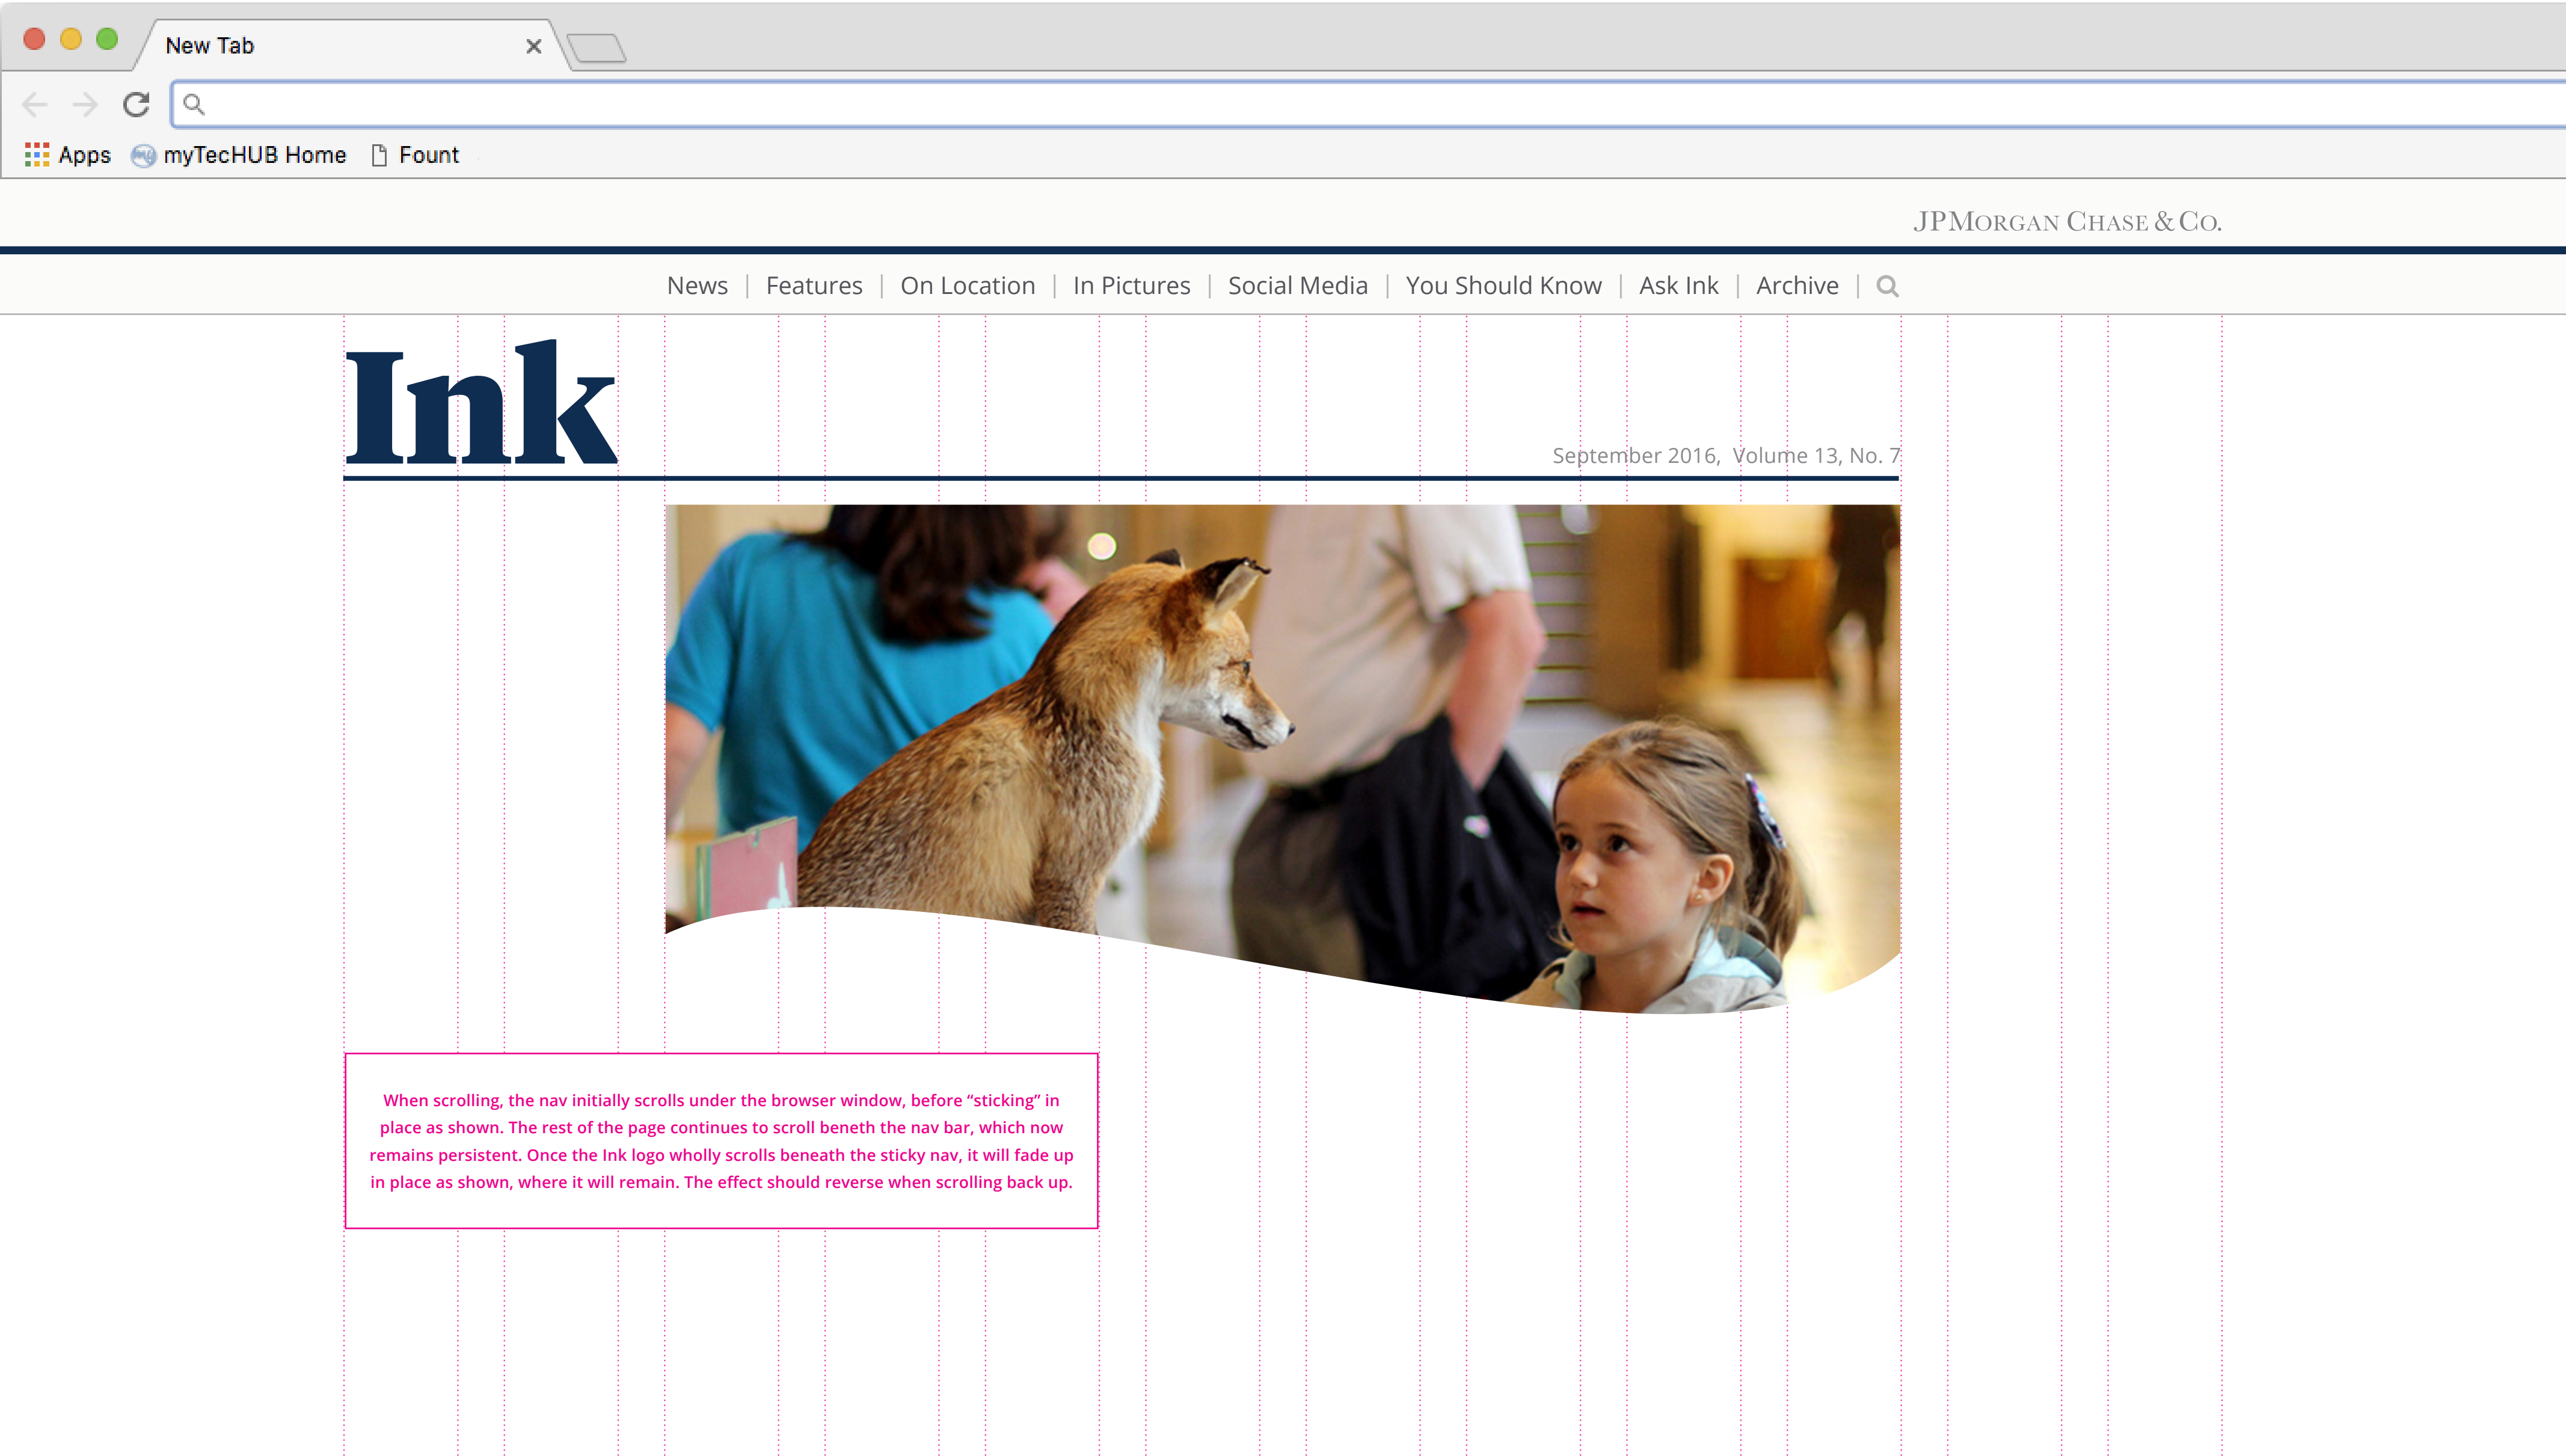 New Tab
Apps myTecHUB Home Fount
JPMORGAN CHASE & CO.
News | Features | On Location | In Pictures | Social Media | You Should Know | Ask Ink | Archive |
Ink
September 2016, Volume 13, No. 7
When scrolling, the nav initially scrolls under the browser window, before “sticking” in
place as shown. The rest of the page continues to scroll beneth the nav bar, which now
remains persistent. Once the Ink logo wholly scrolls beneath the sticky nav, it will fade up
in place as shown, where it will remain. The effect should reverse when scrolling back up.